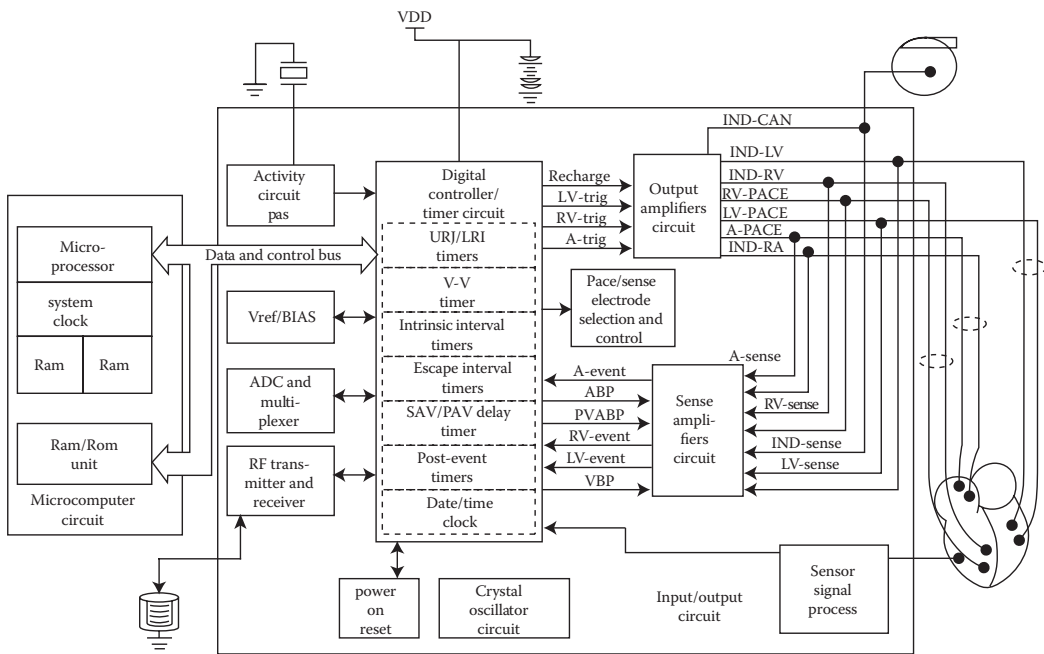 VDD
IND-CAN
IND-LV
IND-RV
RV-PACE
LV-PACE
A-PACE
IND-RA
Activity
circuit
pas
Digital
controller/
timer circuit
Recharge
LV-trig
RV-trig
A-trig
Output
amplifiers
circuit
Micro-
processor
system
clock
Ram
Ram
Ram/Rom
unit
Microcomputer
circuit
Data and control bus
URJ/LRI
timers
V-V
timer
Intrinsic interval
timers
Escape interval
timers
SAV/PAV delay
timer
Post-event
timers
Date/time
clock
Vref/BIAS
ADC and
multi-
plexer
RF trans-
mitter and
receiver
Pace/sense
electrode
selection and
control
A-event
ABP
PVABP
RV-event
LV-event
VBP
Sense
ampli-
fiers
circuit
A-sense
RV-sense
IND-sense
LV-sense
power
on
reset
Crystal
oscillator
circuit
Input/output
circuit
Sensor
signal
process